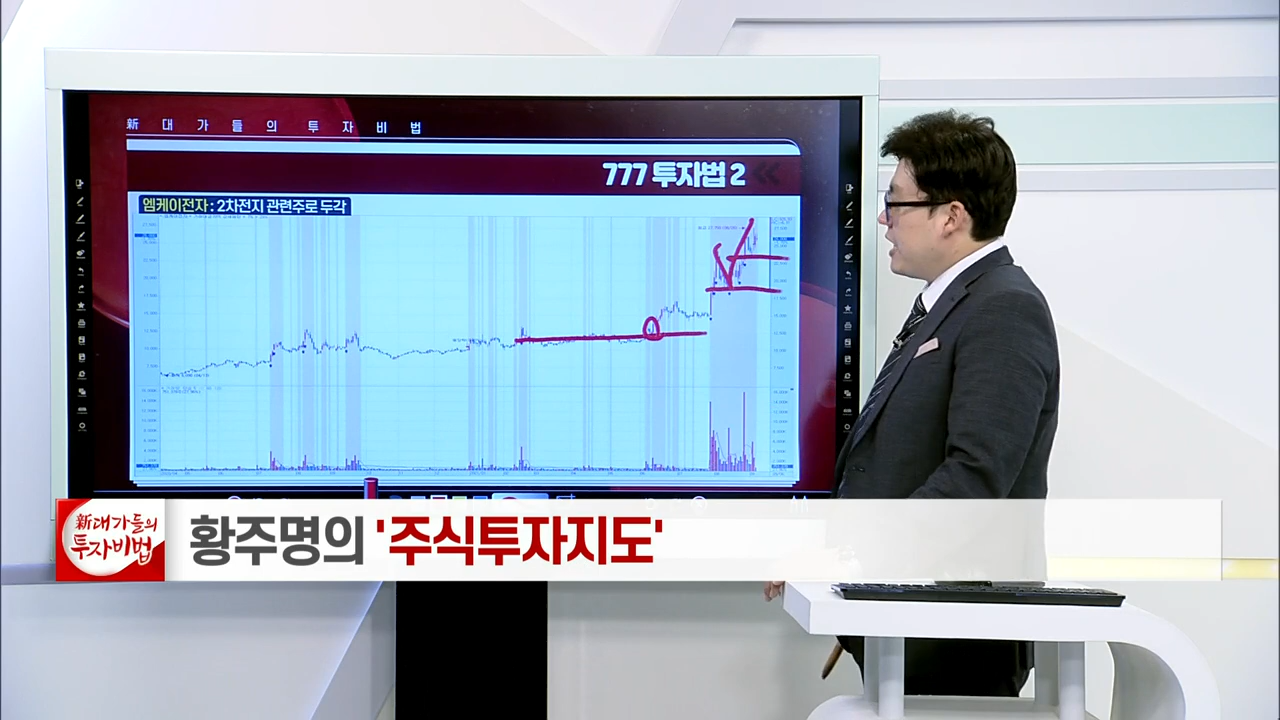 新 대 가 들 의 투 자 비 법
777 투자법 2
엠케이전자 : 2차전지 관련주로 두각
新대가들의
투자비법
황주명의 '주식투자지도'